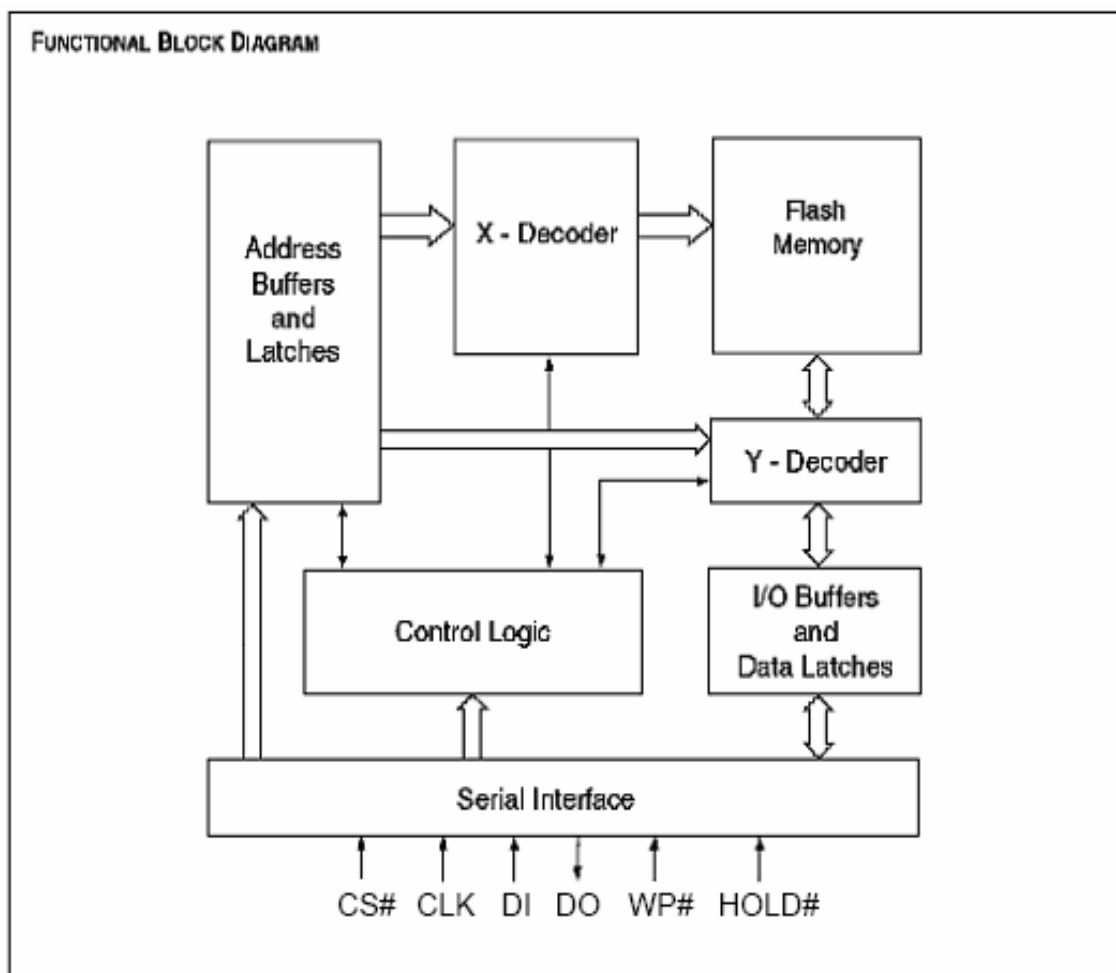 FUNCTIONAL BLOCK DIAGRAM
Address
Buffers
and
Latches
X - Decoder
Flash
Memory
Y - Decoder
Control Logic
I/O Buffers
and
Data Latches
Serial Interface
CS# CLK DI DO WP# HOLD#